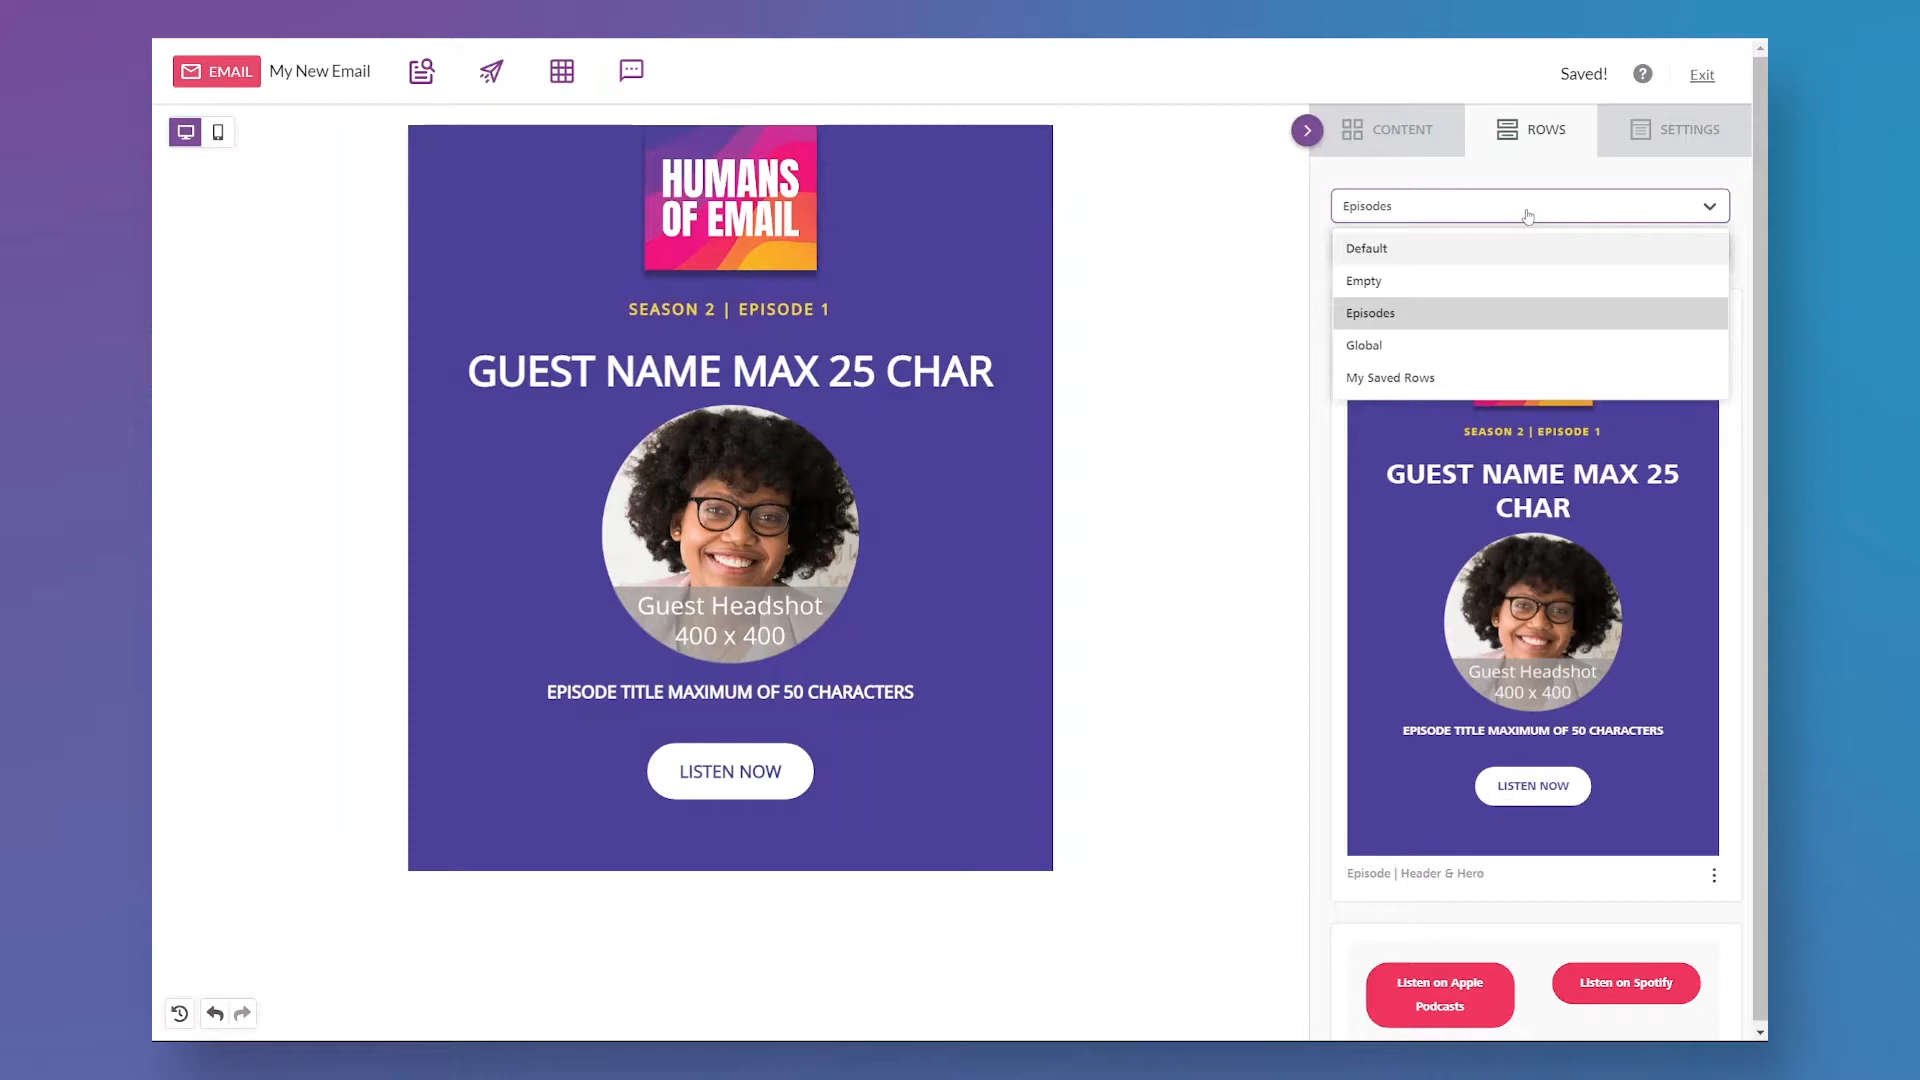 EMAIL
My New Email
Saved!
?
Exit
CONTENT
ROWS
SETTINGS
Episodes
Default
Empty
Episodes
Global
My Saved Rows
HUMANS
OF EMAIL
SEASON 2 | EPISODE 1
GUEST NAME MAX 25 CHAR
Guest Headshot
400 x 400
EPISODE TITLE MAXIMUM OF 50 CHARACTERS
LISTEN NOW
SEASON 2 | EPISODE 1
GUEST NAME MAX 25
CHAR
Guest Headshot
400 x 400
EPISODE TITLE MAXIMUM OF 50 CHARACTERS
LISTEN NOW
Episode | Header & Hero
Listen on Apple
Podcasts
Listen on Spotify